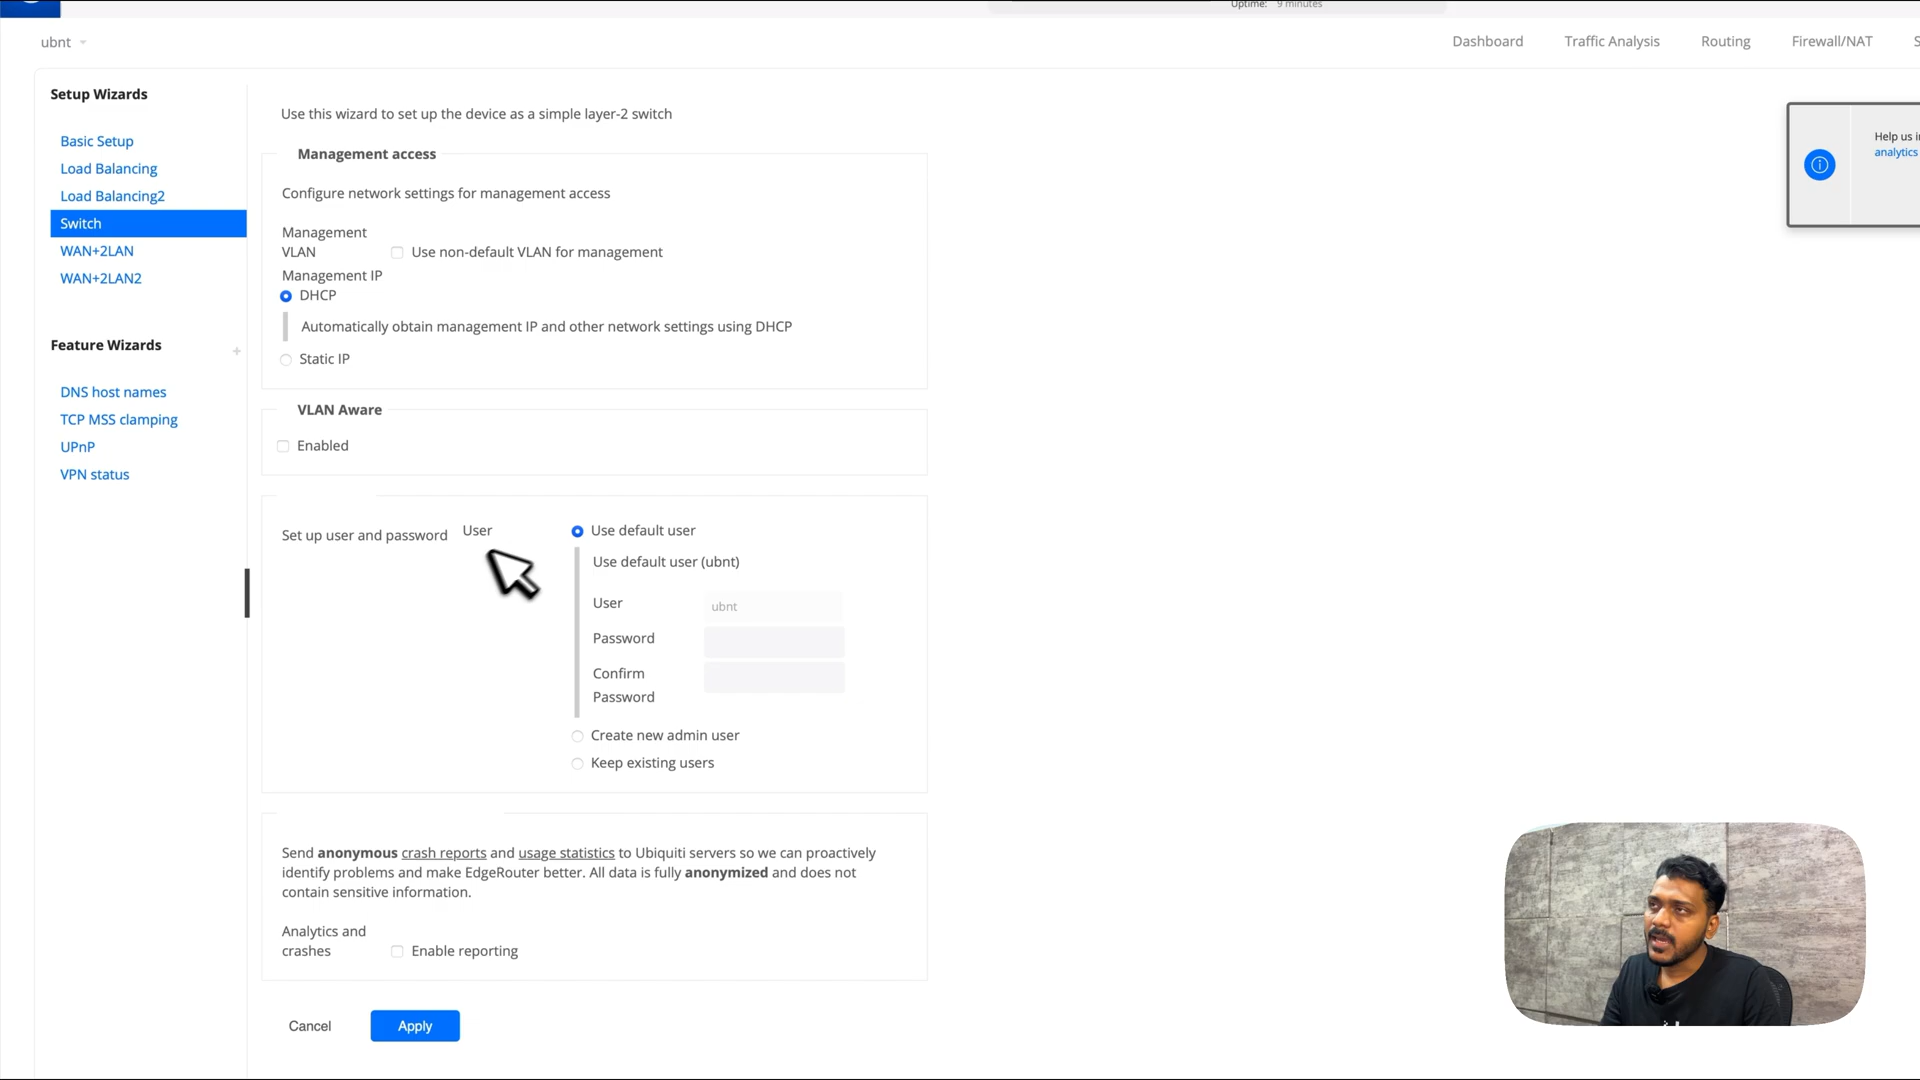 Uptime: 9 minutes
ubnt
Dashboard
Traffic Analysis
Routing
Firewall/NAT
S
Setup Wizards
Basic Setup
Load Balancing
Load Balancing2
Switch
WAN+2LAN
WAN+2LAN2
Feature Wizards
+
DNS host names
TCP MSS clamping
UPnP
VPN status
Use this wizard to set up the device as a simple layer-2 switch
Management access
Configure network settings for management access
Management
VLAN
Use non-default VLAN for management
Management IP
DHCP
Automatically obtain management IP and other network settings using DHCP
Static IP
VLAN Aware
Enabled
Set up user and password
User
Use default user
Use default user (ubnt)
User
ubnt
Password
Confirm
Password
Create new admin user
Keep existing users
Send anonymous crash reports and usage statistics to Ubiquiti servers so we can proactively
identify problems and make EdgeRouter better. All data is fully anonymized and does not
contain sensitive information.
Analytics and
crashes
Enable reporting
Cancel
Apply
Help us i
analytics